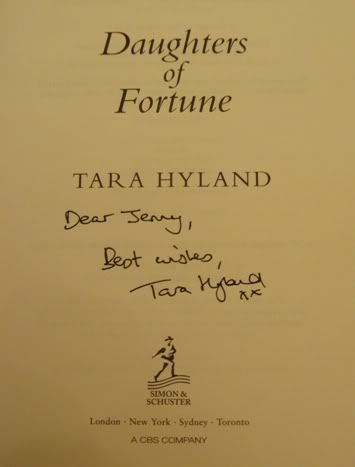 Daughters
of
Fortune
TARA HYLAND
Dear Jenny,
Best wishes,
Tara Hyland
xx
SIMON &
SCHUSTER
London · New York · Sydney · Toronto
A CBS COMPANY